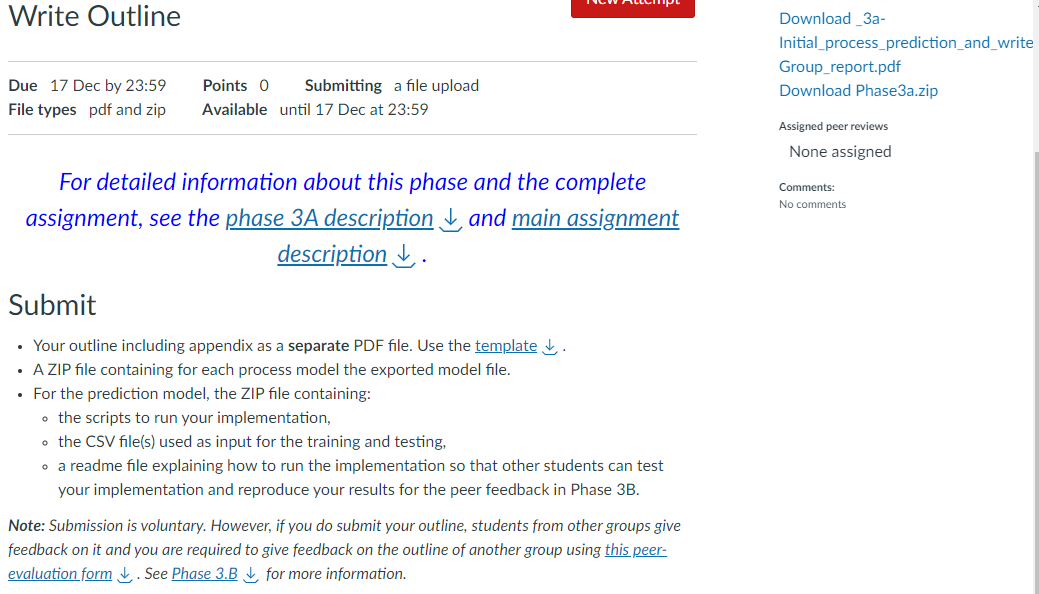 Write Outline
New Attempt
Due 17 Dec by 23:59 Points 0 Submitting a file upload
File types pdf and zip Available until 17 Dec at 23:59
For detailed information about this phase and the complete
assignment, see the phase 3A description and main assignment
description .
Submit
• Your outline including appendix as a separate PDF file. Use the template .
• A ZIP file containing for each process model the exported model file.
• For the prediction model, the ZIP file containing:
◦ the scripts to run your implementation,
◦ the CSV file(s) used as input for the training and testing,
◦ a readme file explaining how to run the implementation so that other students can test
your implementation and reproduce your results for the peer feedback in Phase 3B.
Note: Submission is voluntary. However, if you do submit your outline, students from other groups give
feedback on it and you are required to give feedback on the outline of another group using this peer-
evaluation form . See Phase 3.B for more information.
Download _3a-
Initial_process_prediction_and_write
Group_report.pdf
Download Phase3a.zip
Assigned peer reviews
None assigned
Comments:
No comments